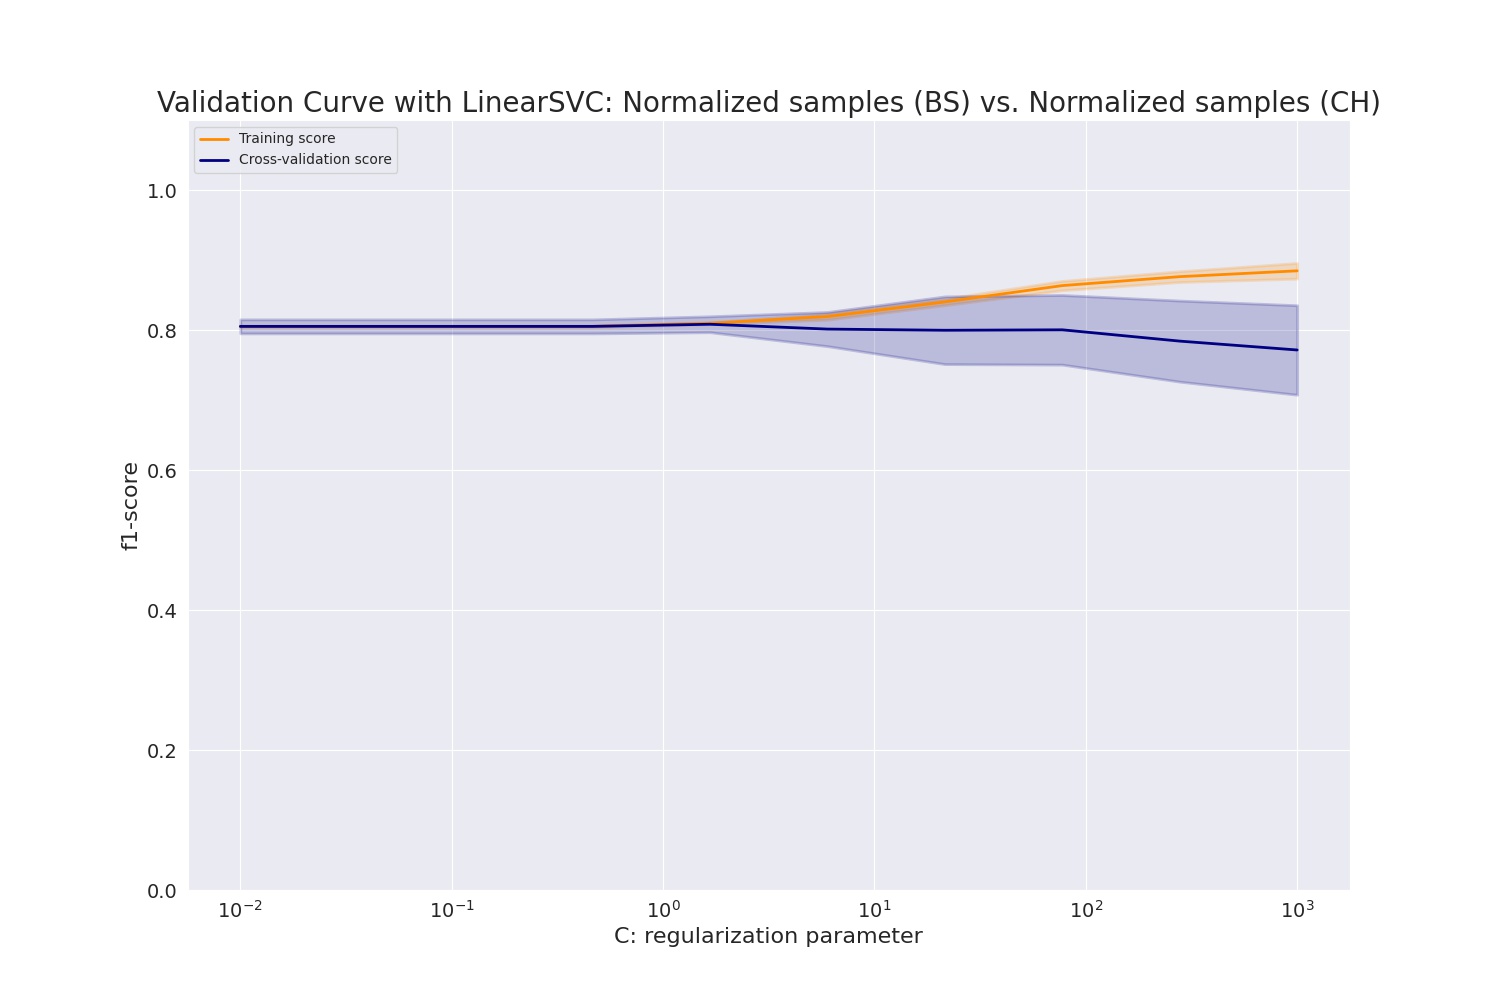 Validation Curve with LinearSVC: Normalized samples (BS) vs. Normalized samples (CH)
Training score
Cross-validation score
1.0
0.8
0.6
0.4
0.2
0.0
f1-score
10⁻² 10⁻¹ 10⁰ 10¹ 10² 10³
C: regularization parameter